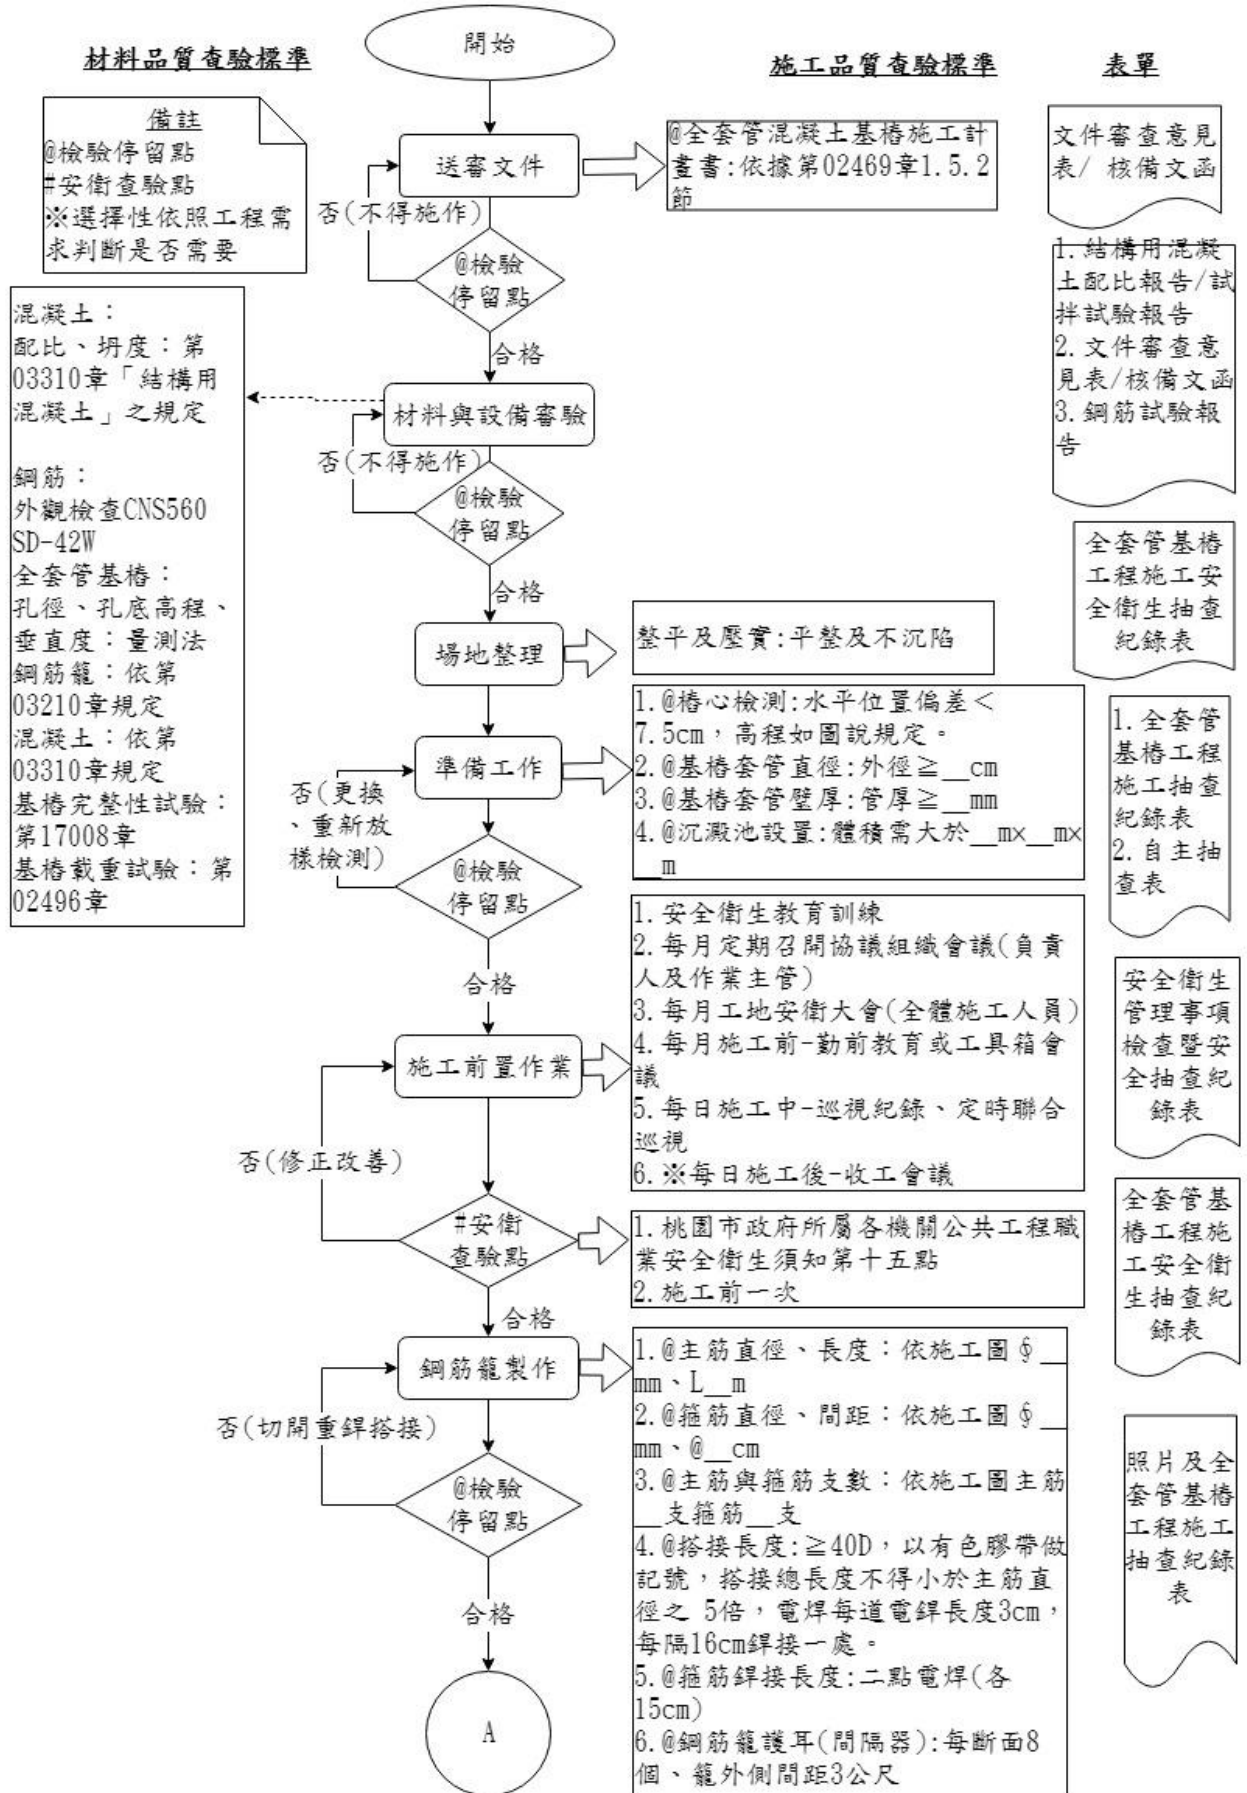 開始
材料品質查驗標準
施工品質查驗標準
表單
備註
@檢驗停留點
#安衛查驗點
※選擇性依照工程需
求判斷是否需要
送審文件
@全套管混凝土基樁施工計
畫書:依據第02469章1.5.2
節
文件審查意見
表/ 核備文函
否(不得施作)
@檢驗
停留點
合格
1.結構用混凝
土配比報告/試
拌試驗報告
2.文件審查意
見表/核備文函
3.鋼筋試驗報
告
混凝土：
配比、坍度：第
03310章「結構用
混凝土」之規定
鋼筋：
外觀檢查CNS560
SD-42W
全套管基樁：
孔徑、孔底高程、
垂直度：量測法
鋼筋籠：依第
03210章規定
混凝土：依第
03310章規定
基樁完整性試驗：
第17008章
基樁載重試驗：第
02496章
材料與設備審驗
否(不得施作)
@檢驗
停留點
合格
全套管基樁
工程施工安
全衛生抽查
紀錄表
場地整理
整平及壓實:平整及不沉陷
準備工作
1.@樁心檢測:水平位置偏差＜
7.5cm，高程如圖說規定。
2.@基樁套管直徑:外徑≧__cm
3.@基樁套管壁厚:管厚≧__mm
4.@沉澱池設置:體積需大於__m×__m×
__m
1.全套管
基樁工程
施工抽查
紀錄表
2.自主抽
查表
否(更換
、重新放
樣檢測)
@檢驗
停留點
合格
施工前置作業
1.安全衛生教育訓練
2.每月定期召開協議組織會議(負責
人及作業主管)
3.每月工地安衛大會(全體施工人員)
4.每月施工前-勤前教育或工具箱會
議
5.每日施工中-巡視紀錄、定時聯合
巡視
6.※每日施工後-收工會議
安全衛生
管理事項
檢查暨安
全抽查紀
錄表
否(修正改善)
#安衛
查驗點
1.桃園市政府所屬各機關公共工程職
業安全衛生須知第十五點
2.施工前一次
全套管基
樁工程施
工安全衛
生抽查紀
錄表
合格
鋼筋籠製作
1.@主筋直徑、長度：依施工圖∮__
mm、L__m
2.@箍筋直徑、間距：依施工圖∮__
mm、@__cm
3.@主筋與箍筋支數：依施工圖主筋
__支箍筋__支
4.@搭接長度:≧40D，以有色膠帶做
記號，搭接總長度不得小於主筋直
徑之 5倍，電焊每道電銲長度3cm，
每隔16cm銲接一處。
5.@箍筋銲接長度:二點電焊(各
15cm)
6.@鋼筋籠護耳(間隔器):每斷面8
個、籠外側間距3公尺
照片及全
套管基樁
工程施工
抽查紀錄
表
否(切開重銲搭接)
@檢驗
停留點
合格
A